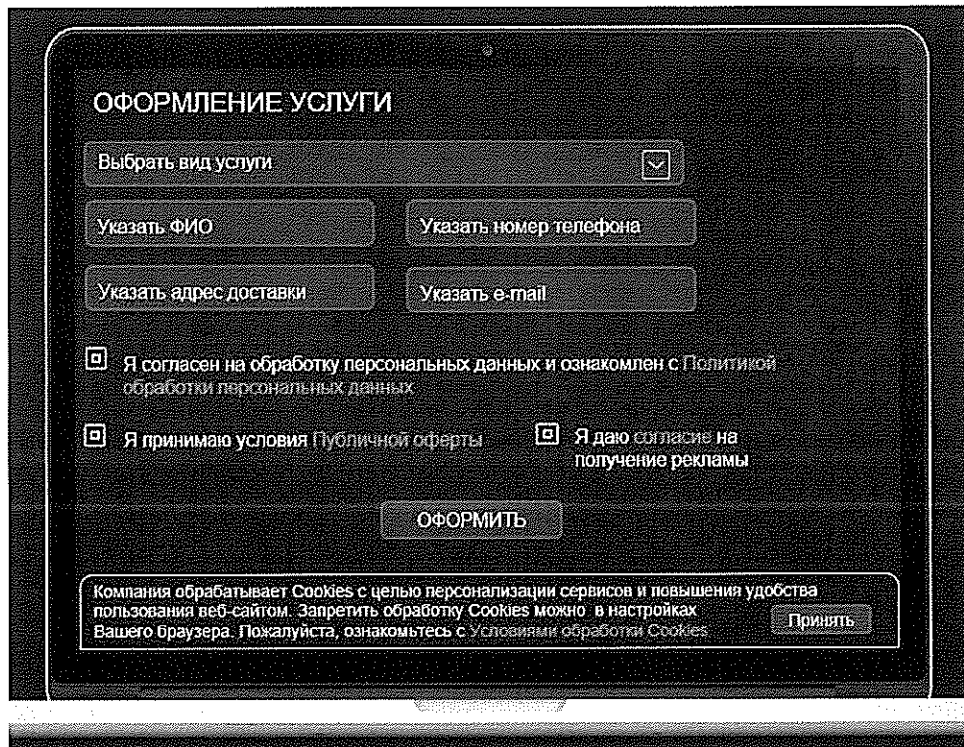 ОФОРМЛЕНИЕ УСЛУГИ
Выбрать вид услуги
Указать ФИО
Указать номер телефона
Указать адрес доставки
Указать e-mail
Я согласен на обработку персональных данных и ознакомлен с Политикой
обработки персональных данных
Я принимаю условия Публичной оферты
Я даю согласие на
получение рекламы
ОФОРМИТЬ
Компания обрабатывает Cookies с целью персонализации сервисов и повышения удобства
пользования веб-сайтом. Запретить обработку Cookies можно в настройках
Вашего браузера. Пожалуйста, ознакомьтесь с Условиями обработки Cookies
Принять